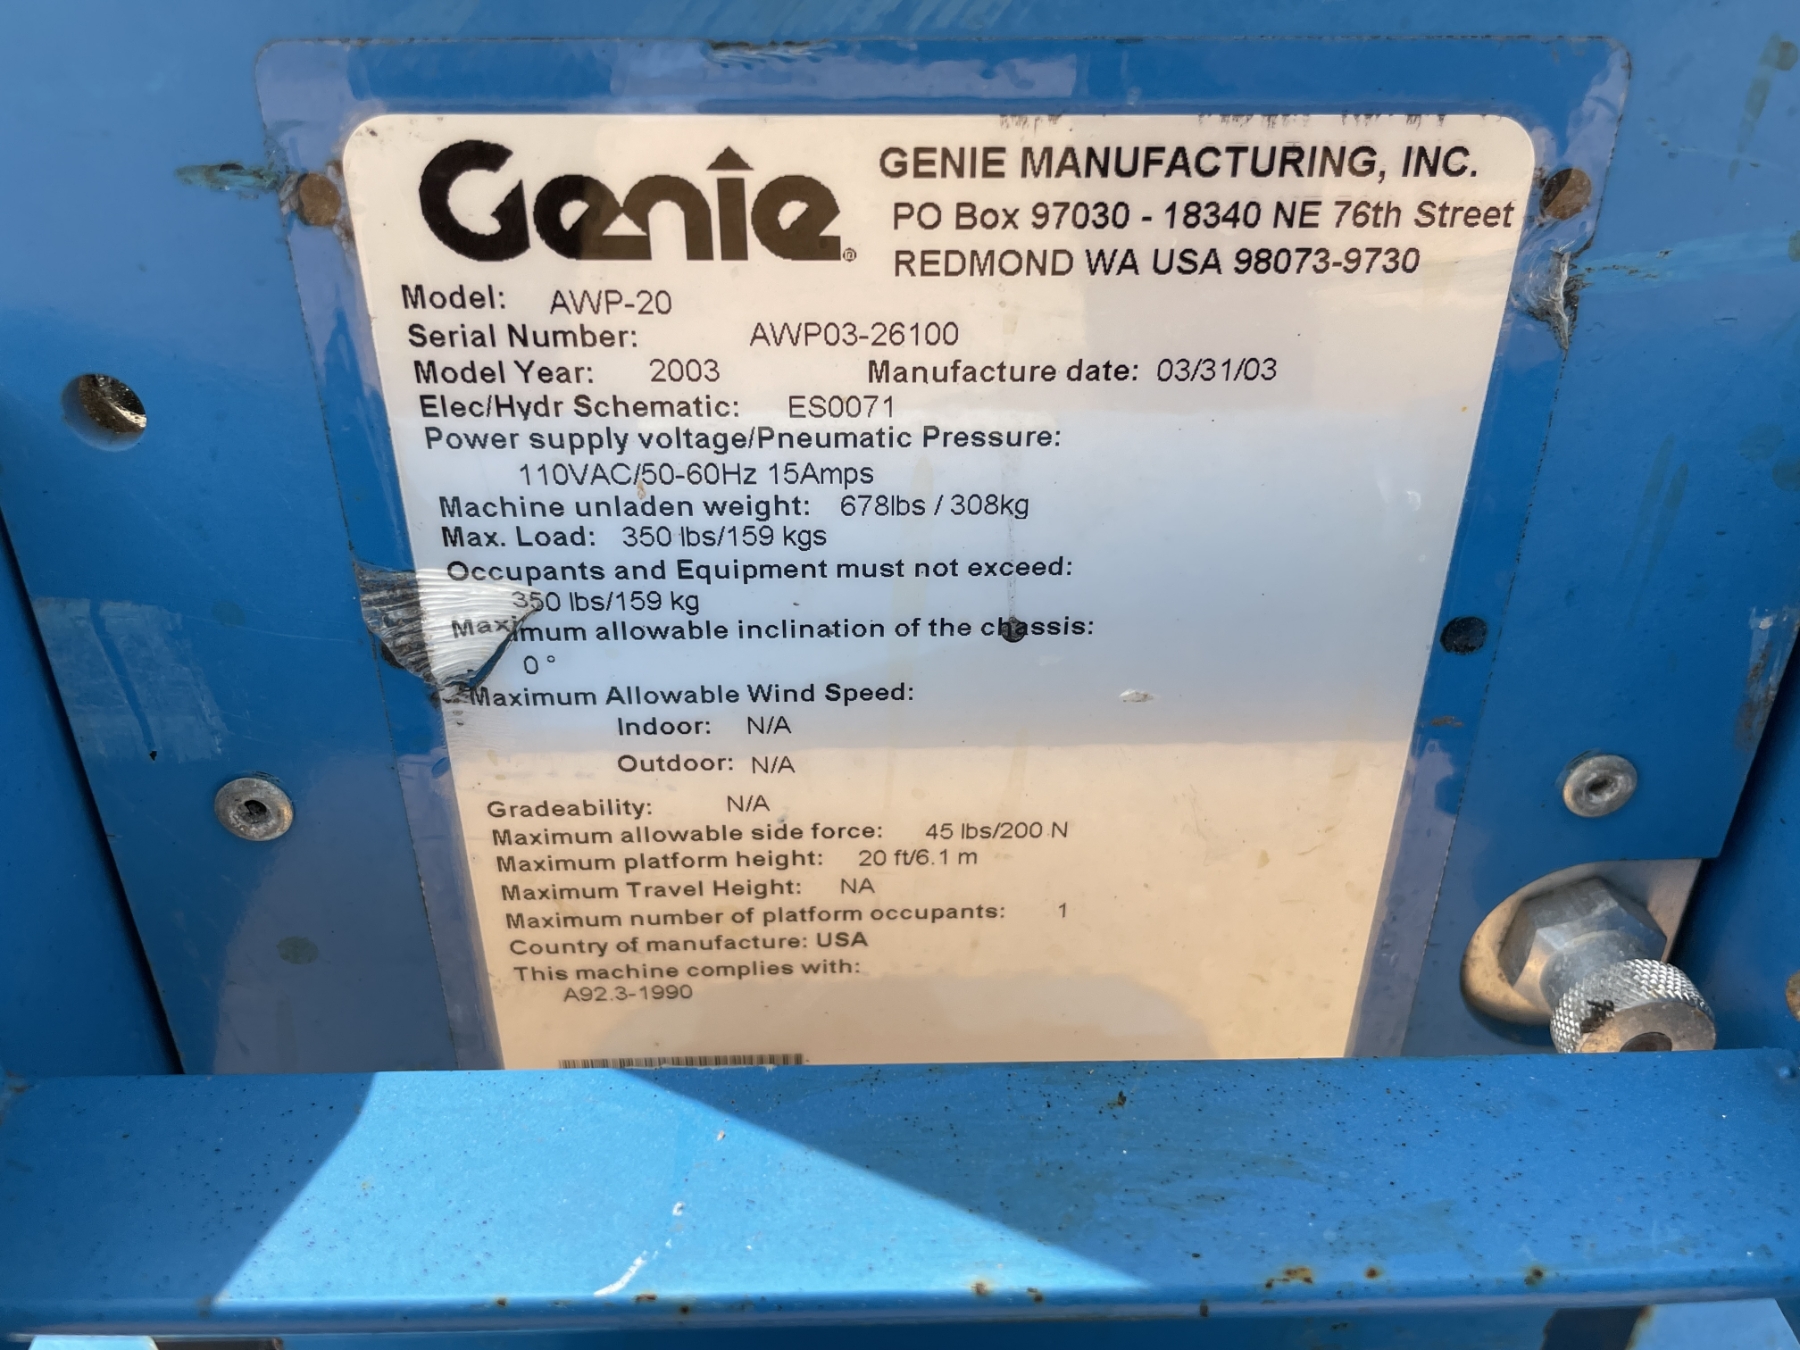 Genie®
GENIE MANUFACTURING, INC.
PO Box 97030 - 18340 NE 76th Street
REDMOND WA USA 98073-9730
Model: AWP-20
Serial Number: AWP03-26100
Model Year: 2003 Manufacture date: 03/31/03
Elec/Hydr Schematic: ES0071
Power supply voltage/Pneumatic Pressure:
110VAC/50-60Hz 15Amps
Machine unladen weight: 678lbs / 308kg
Max. Load: 350 lbs/159 kgs
Occupants and Equipment must not exceed:
350 lbs/159 kg
Maximum allowable inclination of the chassis:
0 °
Maximum Allowable Wind Speed:
Indoor: N/A
Outdoor: N/A
Gradeability: N/A
Maximum allowable side force: 45 lbs/200 N
Maximum platform height: 20 ft/6.1 m
Maximum Travel Height: NA
Maximum number of platform occupants: 1
Country of manufacture: USA
This machine complies with:
A92.3-1990